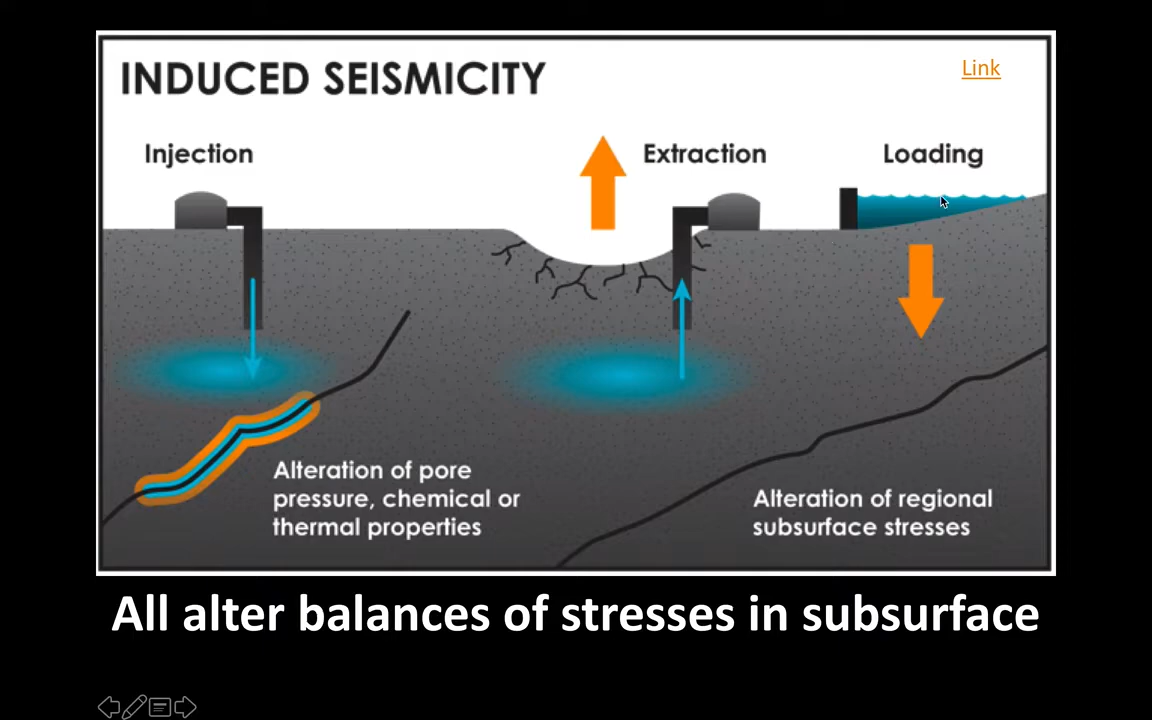 INDUCED SEISMICITY
Link
Injection
Extraction
Loading
Alteration of pore
pressure, chemical or
thermal properties
Alteration of regional
subsurface stresses
All alter balances of stresses in subsurface